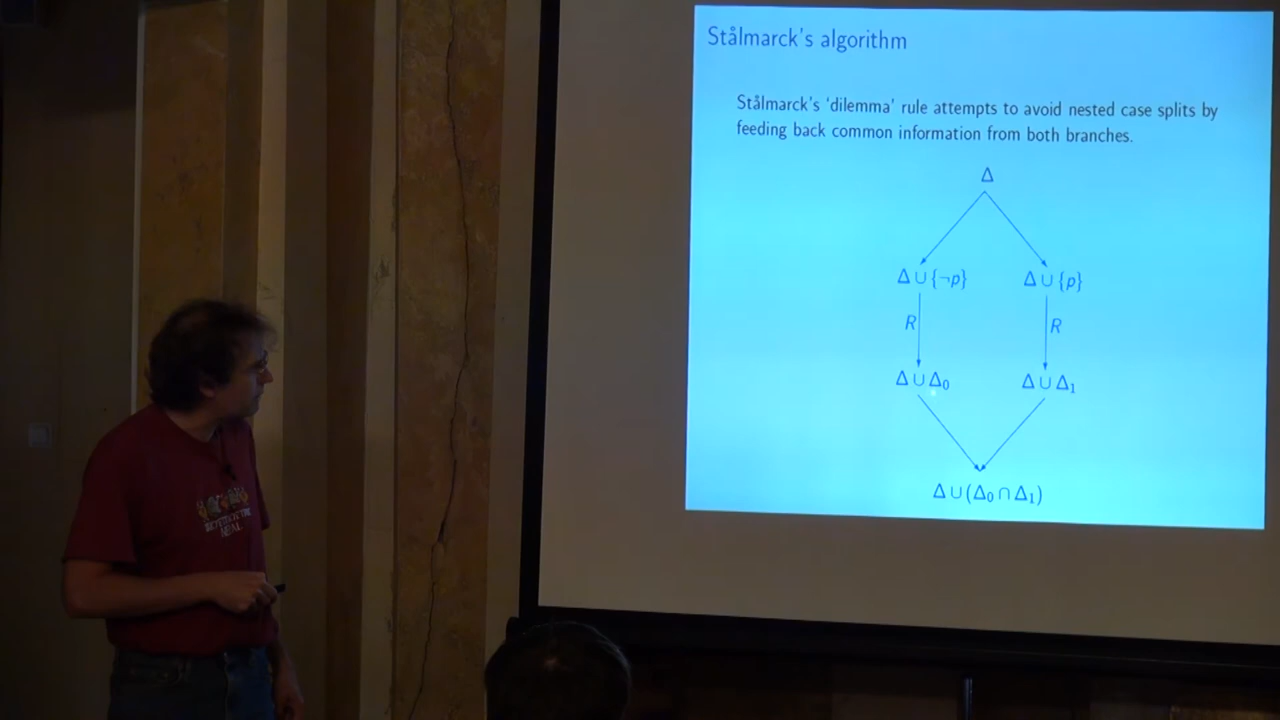 Stålmarck's algorithm
Stålmarck's 'dilemma' rule attempts to avoid nested case splits by
feeding back common information from both branches.
Δ
Δ ∪ {¬p}   Δ ∪ {p}
R   R
Δ ∪ Δ₀   Δ ∪ Δ₁
Δ ∪ (Δ₀ ∩ Δ₁)